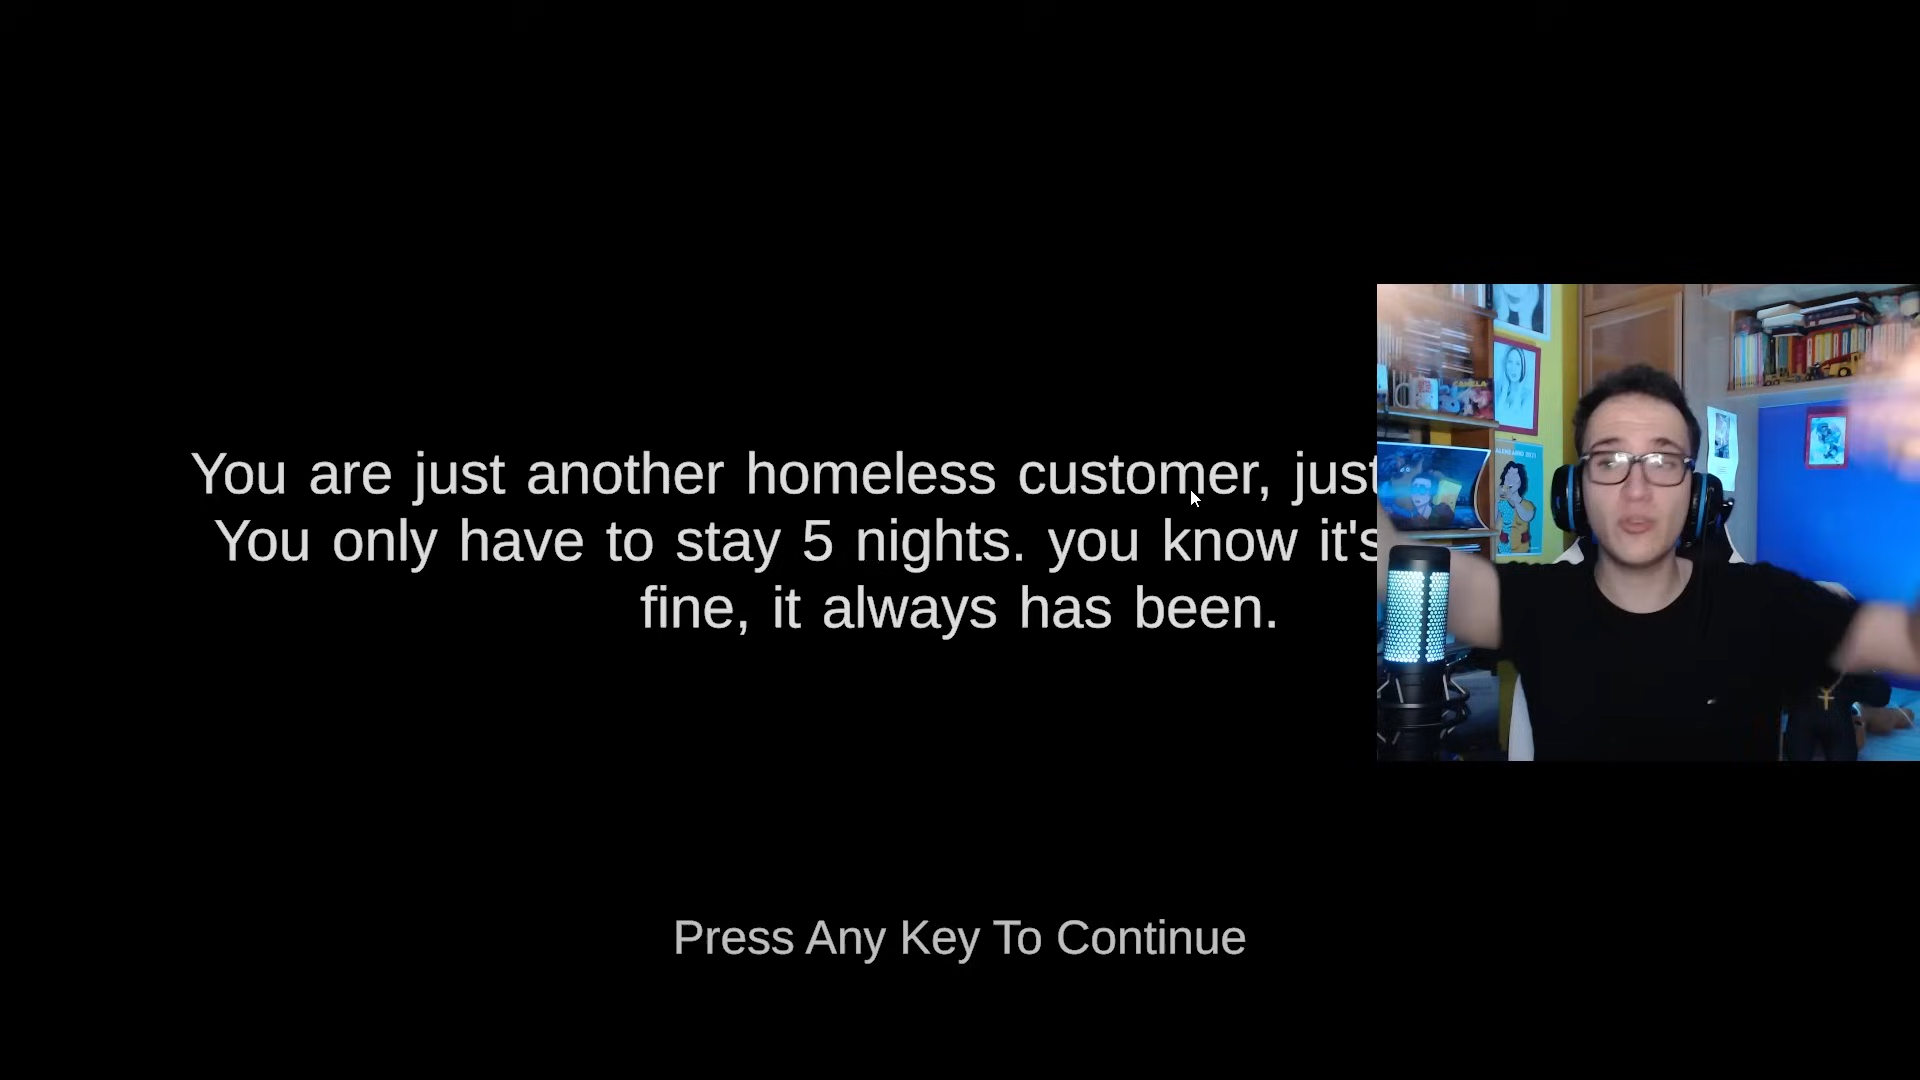 You are just another homeless customer, just
You only have to stay 5 nights. you know it's
fine, it always has been.
Press Any Key To Continue
CAMILLA